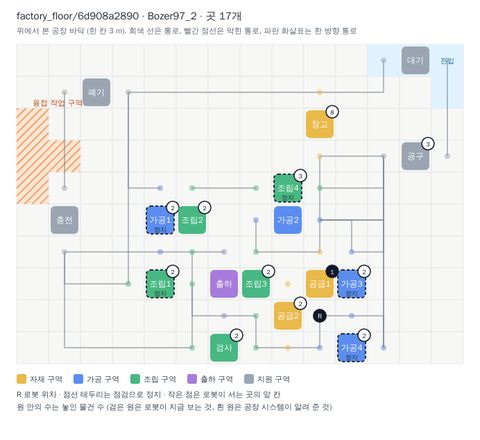 factory_floor/6d908a2890 · Bozer97_2 · 곳 17개
위에서 본 공장 바닥 (한 칸 3 m). 회색 선은 통로, 빨간 점선은 막힌 통로, 파란 화살표는 한 방향 통로
대기
진입
폐기
용접 작업 구역
8
창고
3
공구
3
조립4
정지
2
2
충전
가공1
정지
조립2
가공2
2
2
1
2
조립1
정지
출하
조립3
공급1
가공3
정지
2
공급2
R
2
2
검사
가공4
정지
자재 구역
가공 구역
조립 구역
출하 구역
지원 구역
R 로봇 위치 · 점선 테두리는 점검으로 정지 · 작은 점은 로봇이 서는 곳의 앞 칸
원 안의 수는 놓인 물건 수 (검은 원은 로봇이 지금 보는 것, 흰 원은 공장 시스템이 알려 준 것)